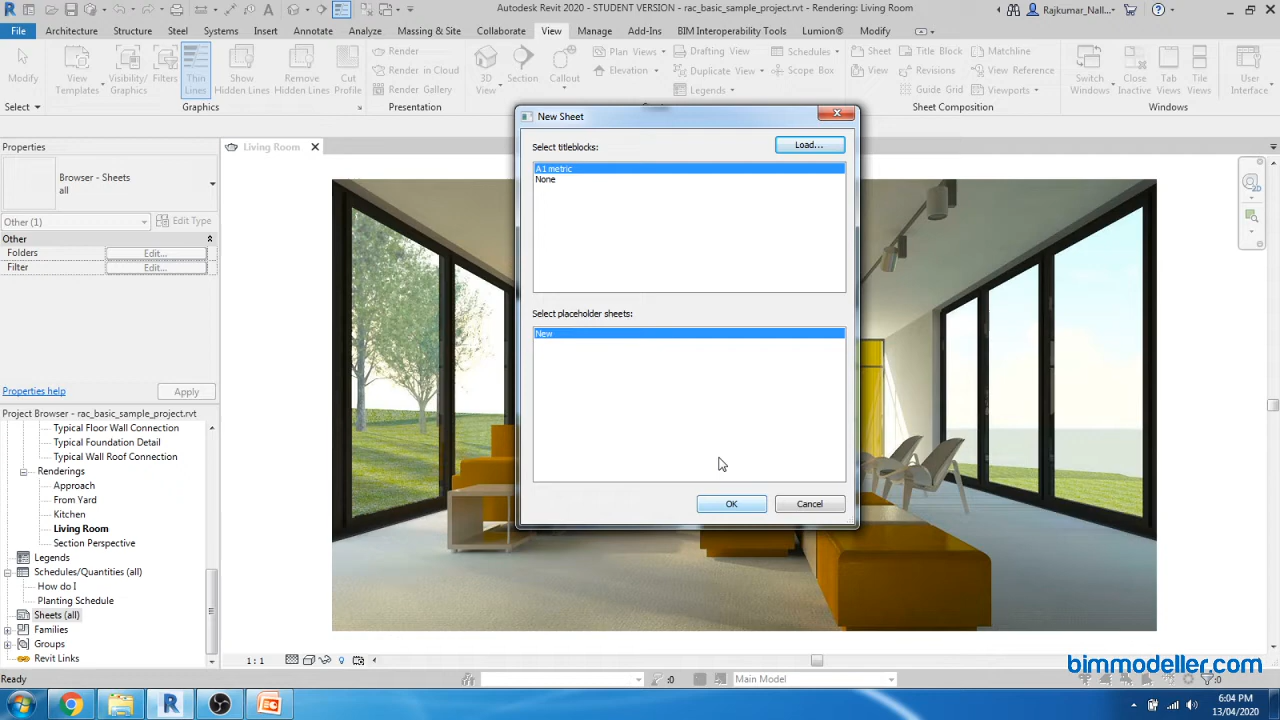 Autodesk Revit 2020 - STUDENT VERSION - rac_basic_sample_project.rvt - Rendering: Living Room
Rajkumar_Nall...
File Architecture Structure Steel Systems Insert Annotate Analyze Massing & Site Collaborate View Manage Add-Ins BIM Interoperability Tools Lumion® Modify
Modify
View Templates
Visibility/ Graphics
Filters
Thin Lines
Show Hidden Lines
Remove Hidden Lines
Cut Profile
Render
Render in Cloud
Render Gallery
3D View
Section
Callout
Plan Views
Elevation
Drafting View
Duplicate View
Legends
Schedules
Scope Box
Sheet
View
Title Block
Revisions
Guide Grid
Matchline
View Reference
Viewports
Switch Windows
Close Inactive
Tab Views
Tile Views
User Interface
Select
Graphics
Presentation
Sheet Composition
Windows
Properties
Browser - Sheets
all
Other (1)
Edit Type
Other
Folders Edit...
Filter Edit...
Properties help
Apply
Living Room
New Sheet
Select titleblocks:
Load...
A1 metric
None
Select placeholder sheets:
New
OK
Cancel
Project Browser - rac_basic_sample_project.rvt
Typical Floor Wall Connection
Typical Foundation Detail
Typical Wall Roof Connection
Renderings
Approach
From Yard
Kitchen
Living Room
Section Perspective
Legends
Schedules/Quantities (all)
How do I
Planting Schedule
Sheets (all)
Families
Groups
Revit Links
1 : 1
bimmodeller.com
Ready
:0
Main Model
:0
6:04 PM
13/04/2020